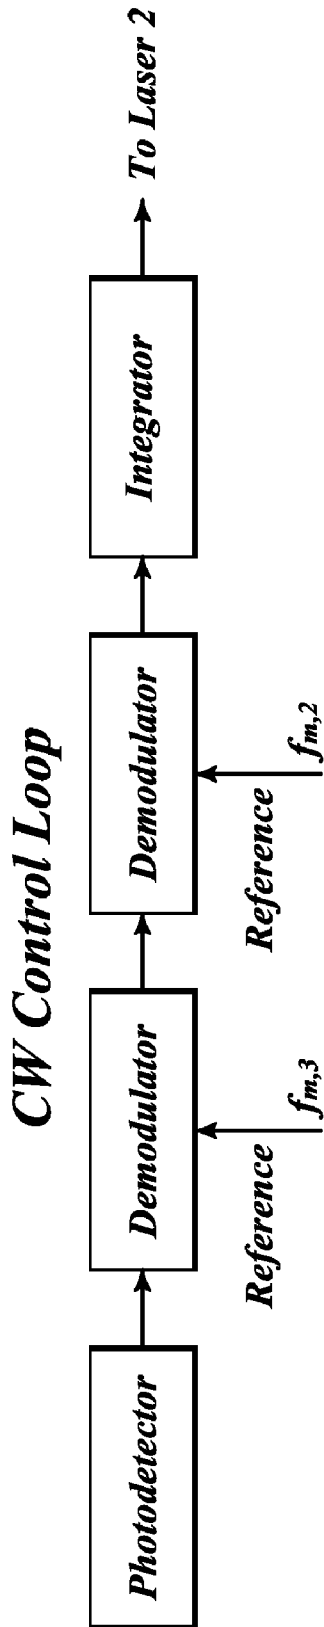 CW Control Loop
Photodetector
Demodulator
Demodulator
Integrator
To Laser 2
Reference
fm,3
Reference
fm,2